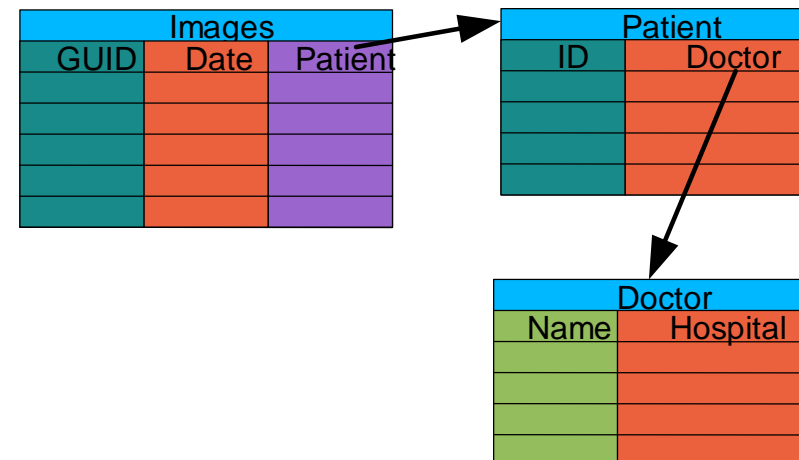 Images
GUID Date Patient
Patient
ID Doctor
Doctor
Name Hospital